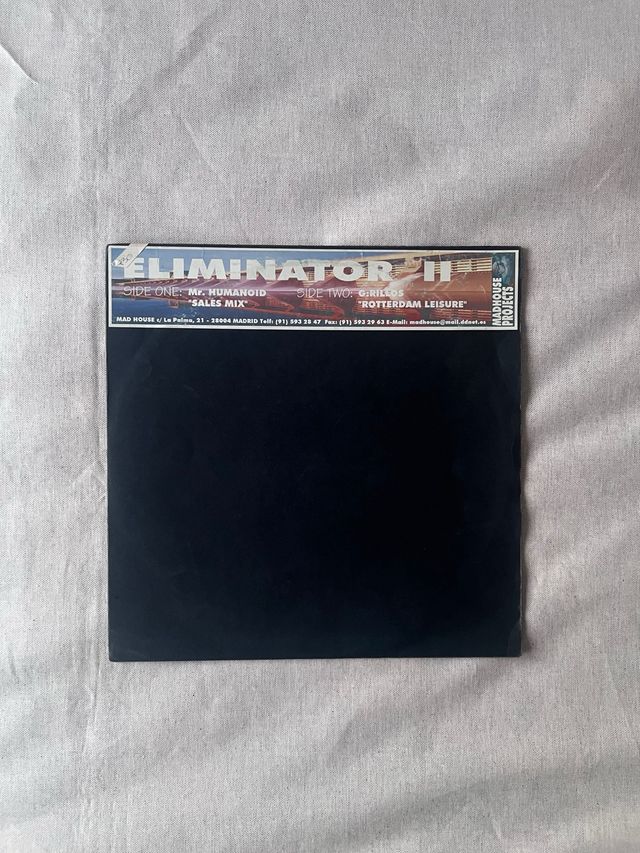 ELIMINATOR II
SIDE ONE: Mr. HUMANOID
"SALES MIX"
SIDE TWO: G:RILEOS
"ROTTERDAM LEISURE"
MAD HOUSE c/ La Palma, 21 - 28004 MADRID Telf: (91) 593 28 47 Fax: (91) 593 29 63 E-Mail: madhouse@mail.ddnet.es
MADHOUSE
PROJECTS